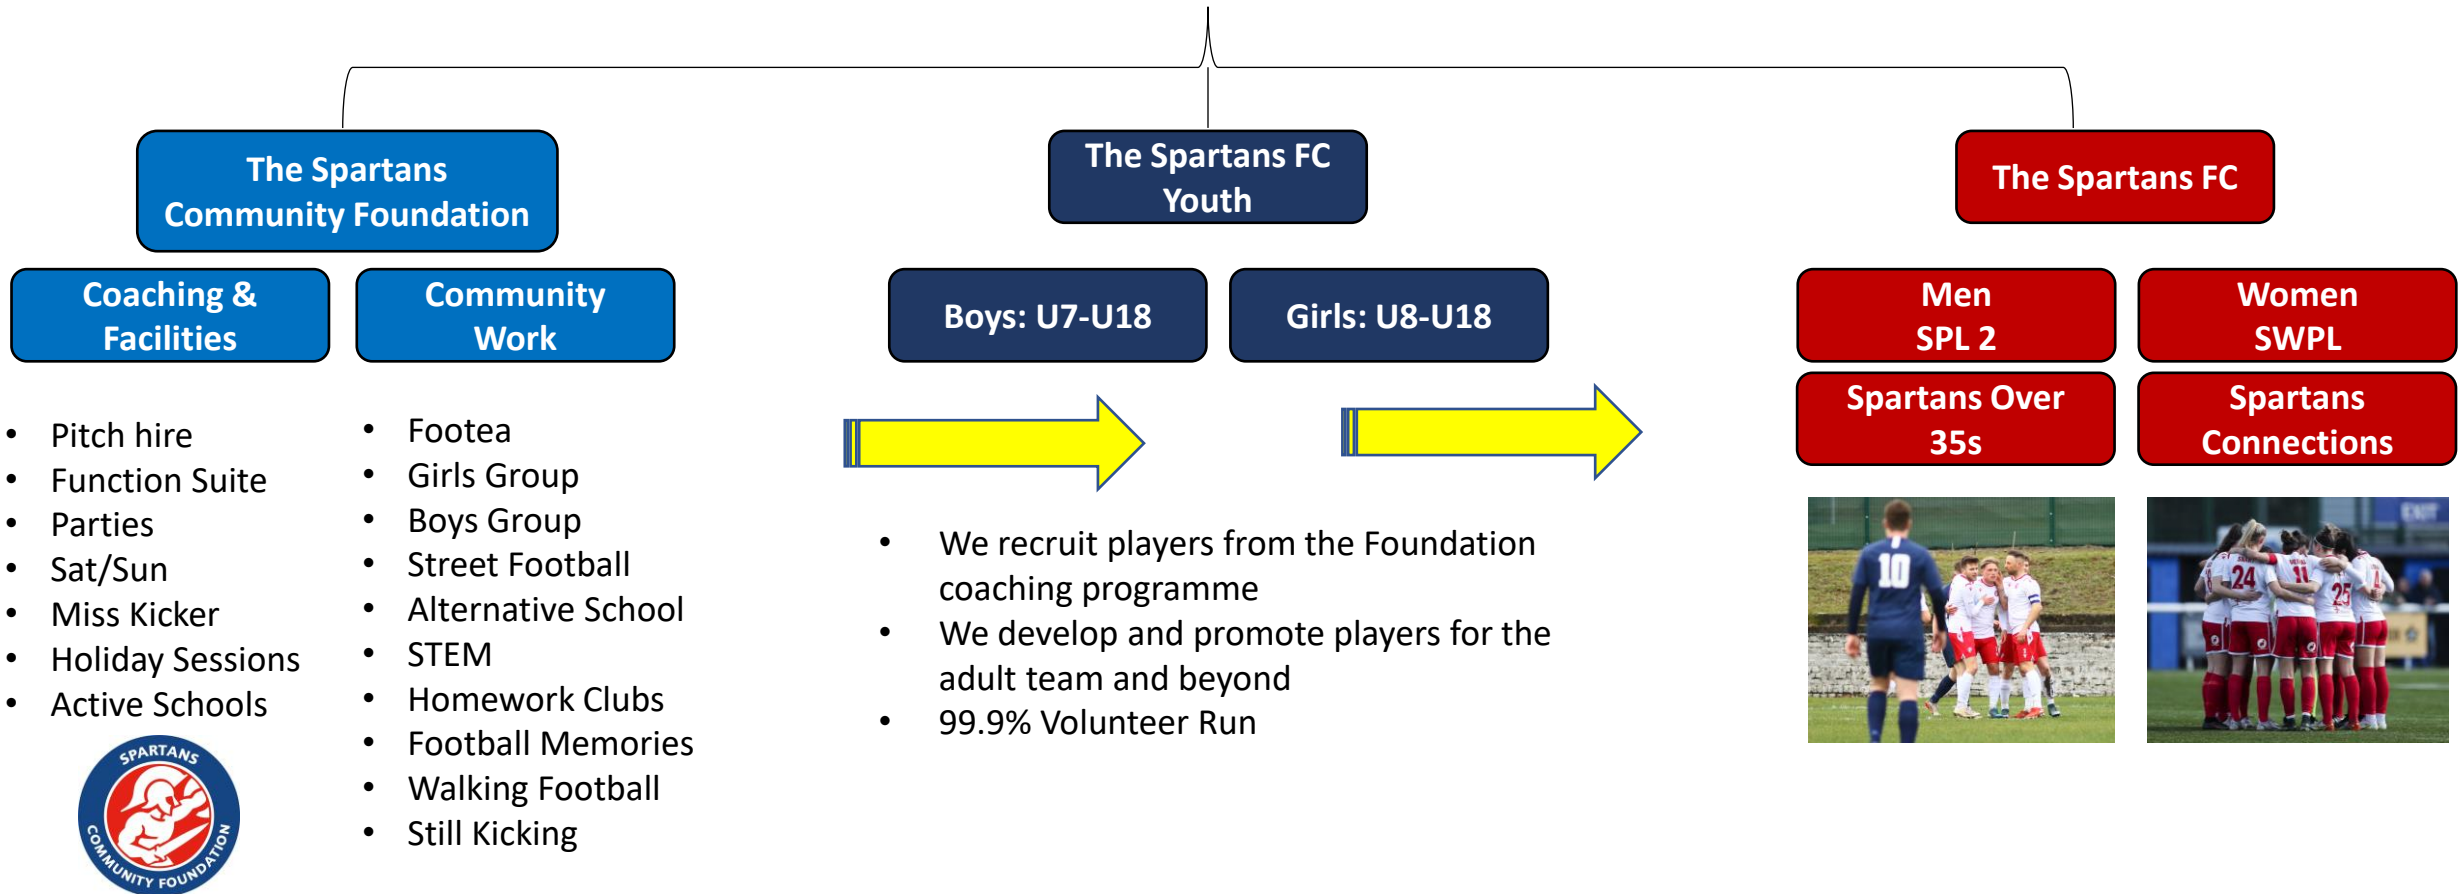 The Spartans
Community Foundation
The Spartans FC
Youth
The Spartans FC
Coaching &
Facilities
Community
Work
Boys: U7-U18
Girls: U8-U18
Men
SPL 2
Women
SWPL
Spartans Over
35s
Spartans
Connections
• Pitch hire
• Function Suite
• Parties
• Sat/Sun
• Miss Kicker
• Holiday Sessions
• Active Schools
SPARTANS
COMMUNITY FOUNDATION
• Footea
• Girls Group
• Boys Group
• Street Football
• Alternative School
• STEM
• Homework Clubs
• Football Memories
• Walking Football
• Still Kicking
• We recruit players from the Foundation
coaching programme
• We develop and promote players for the
adult team and beyond
• 99.9% Volunteer Run
10
EXIT
24
11
25
4